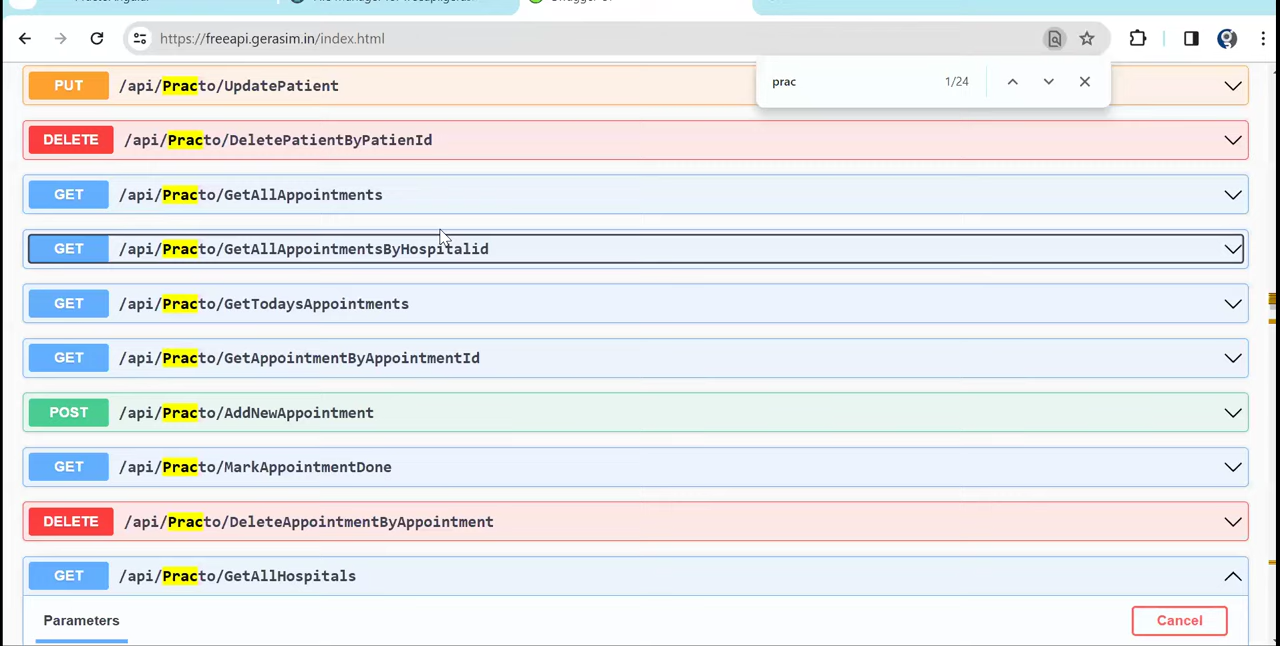 https://freeapi.gerasim.in/index.html
prac
1/24
PUT /api/Practo/UpdatePatient
DELETE /api/Practo/DeletePatientByPatienId
GET /api/Practo/GetAllAppointments
GET /api/Practo/GetAllAppointmentsByHospitalid
GET /api/Practo/GetTodaysAppointments
GET /api/Practo/GetAppointmentByAppointmentId
POST /api/Practo/AddNewAppointment
GET /api/Practo/MarkAppointmentDone
DELETE /api/Practo/DeleteAppointmentByAppointment
GET /api/Practo/GetAllHospitals
Parameters
Cancel